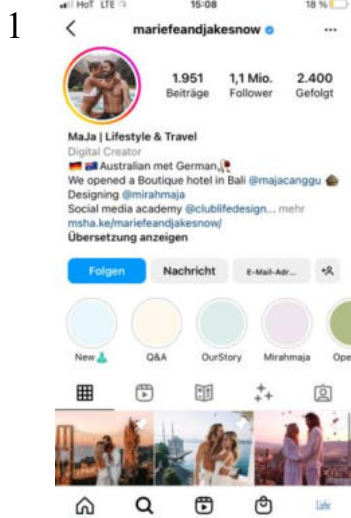 1
HoT LTE 15:08 18 %
mariefeandjakesnow
1.951 1,1 Mio. 2.400
Beiträge Follower Gefolgt
MaJa | Lifestyle & Travel
Digital Creator
Australian met German
We opened a Boutique hotel in Bali @majacanggu
Designing @mirahmaja
Social media academy @clublifedesign... mehr
msha.ke/mariefeandjakesnow/
Übersetzung anzeigen
Folgen Nachricht E-Mail-Adr...
New Q&A OurStory Mirahmaja Ope